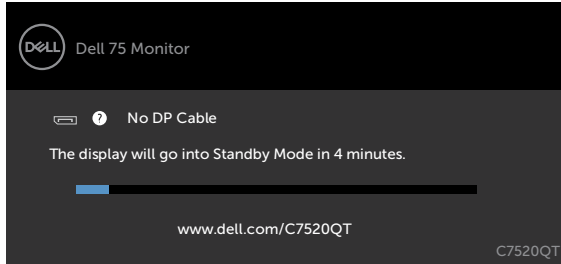 DELL
Dell 75 Monitor
? No DP Cable
The display will go into Standby Mode in 4 minutes.
www.dell.com/C7520QT
C7520QT